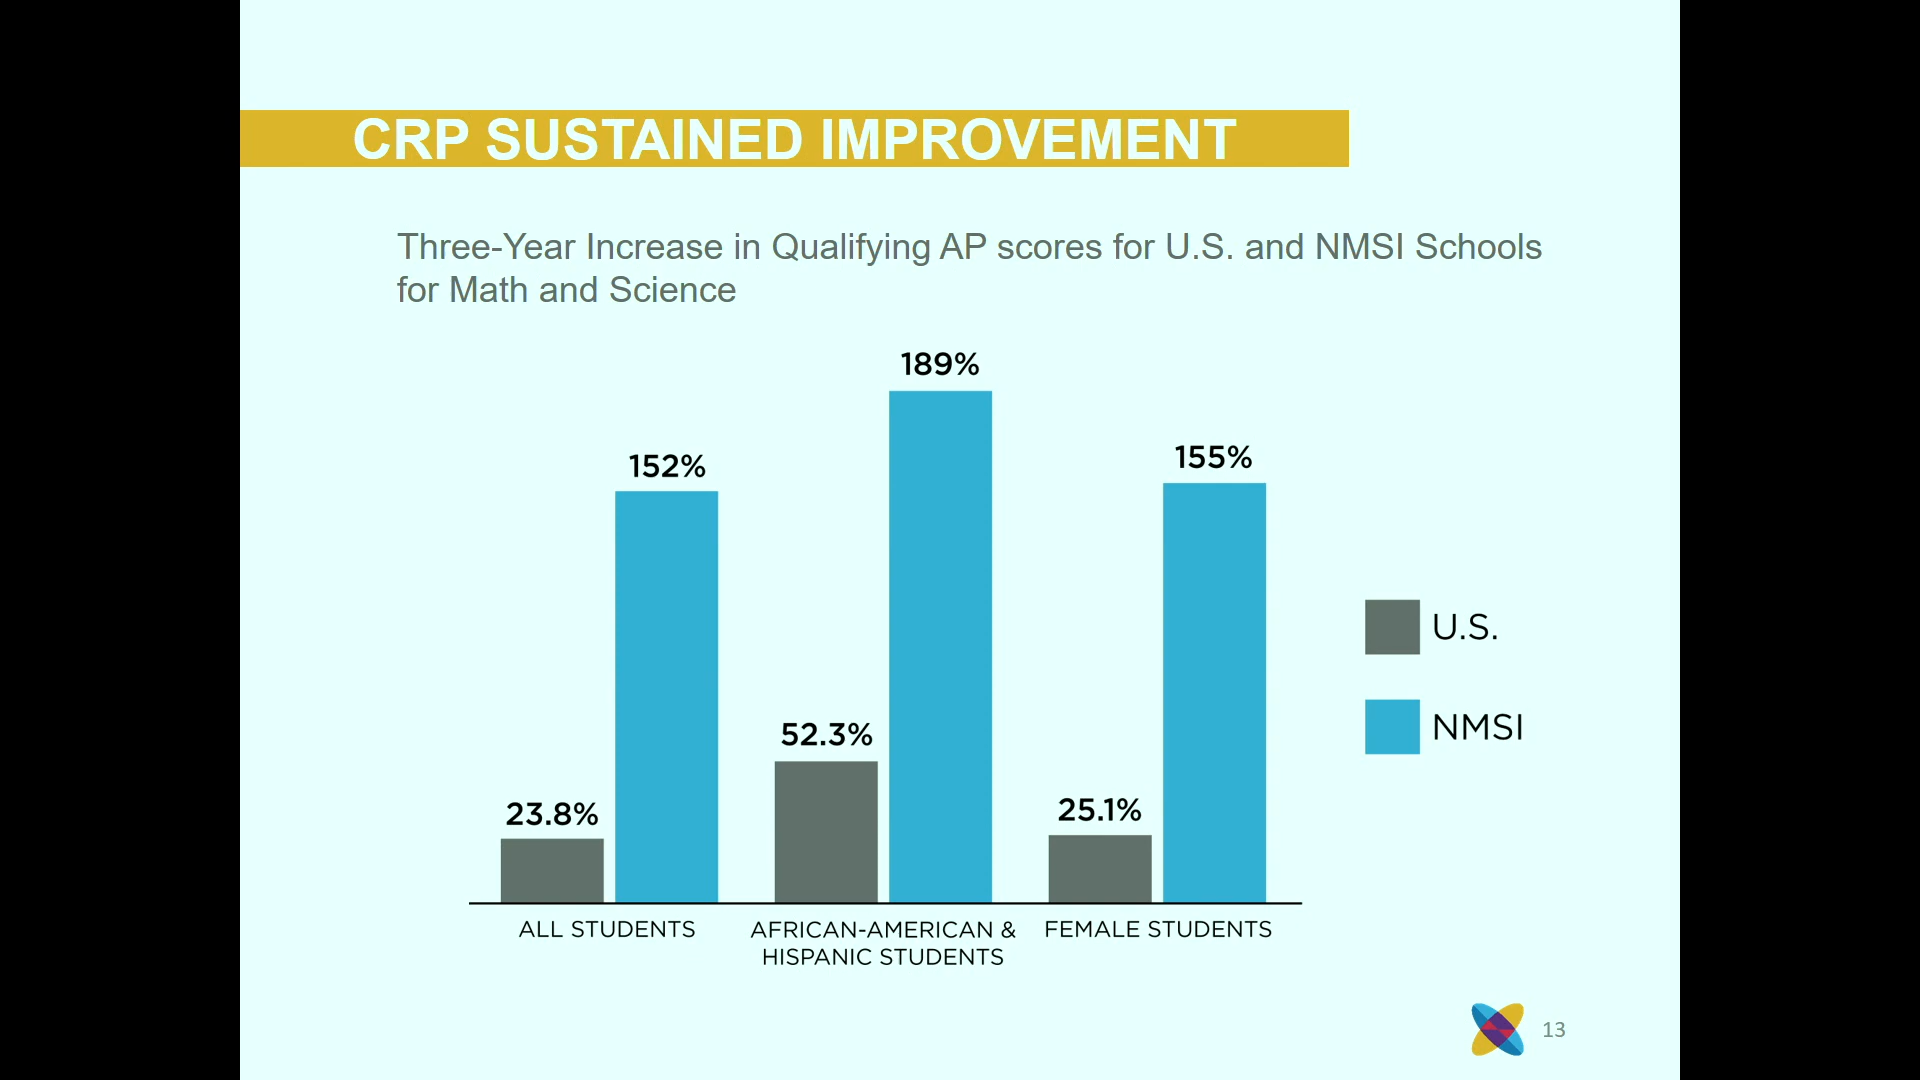 CRP SUSTAINED IMPROVEMENT
Three-Year Increase in Qualifying AP scores for U.S. and NMSI Schools
for Math and Science
189%
152%
155%
52.3%
23.8%
25.1%
U.S.
NMSI
ALL STUDENTS
AFRICAN-AMERICAN &
HISPANIC STUDENTS
FEMALE STUDENTS
13